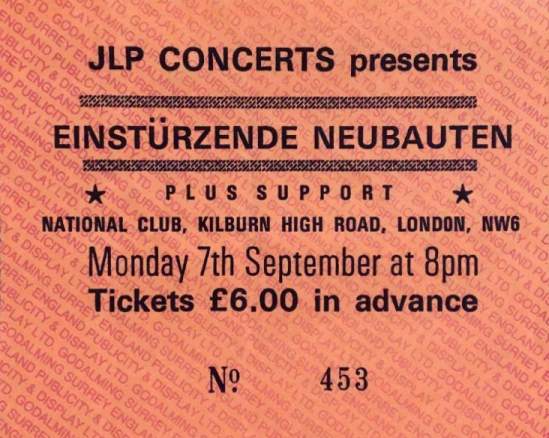 JLP CONCERTS presents
EINSTÜRZENDE NEUBAUTEN
★ PLUS SUPPORT ★
NATIONAL CLUB, KILBURN HIGH ROAD, LONDON, NW6
Monday 7th September at 8pm
Tickets £6.00 in advance
Nº 453